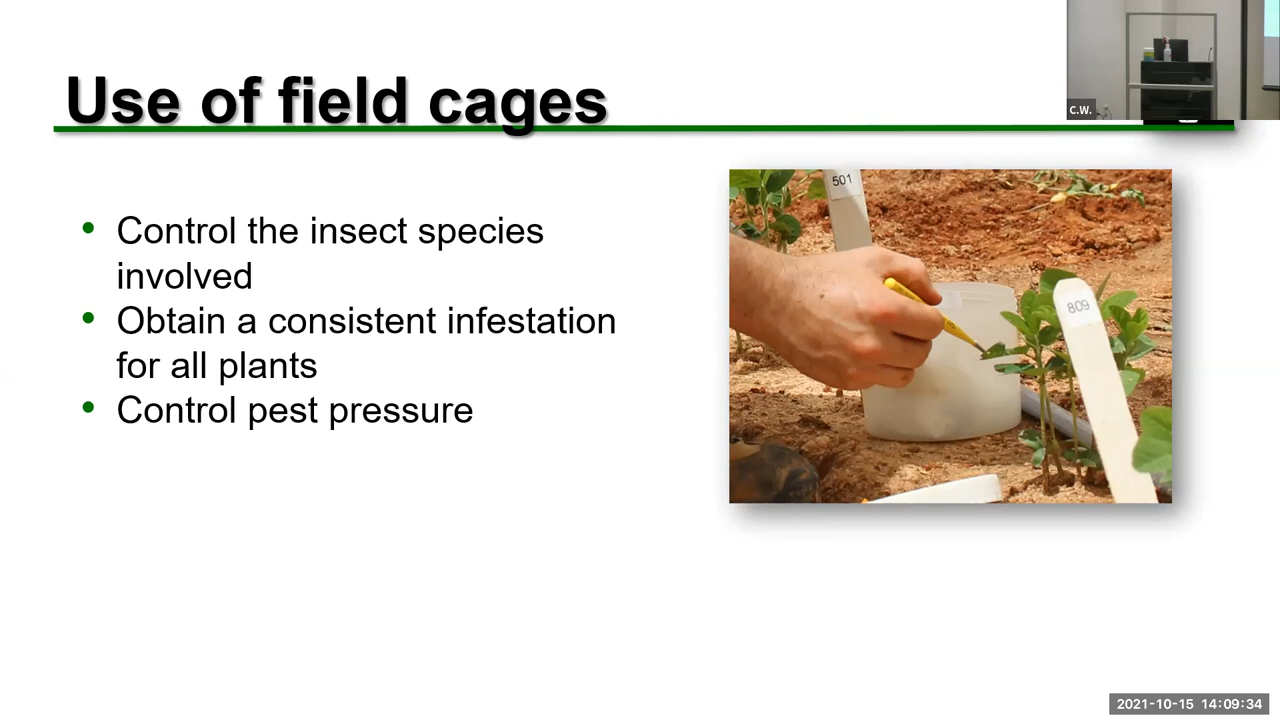 Use of field cages
C.W.
• Control the insect species
involved
• Obtain a consistent infestation
for all plants
• Control pest pressure
501
809
2021-10-15 14:09:34